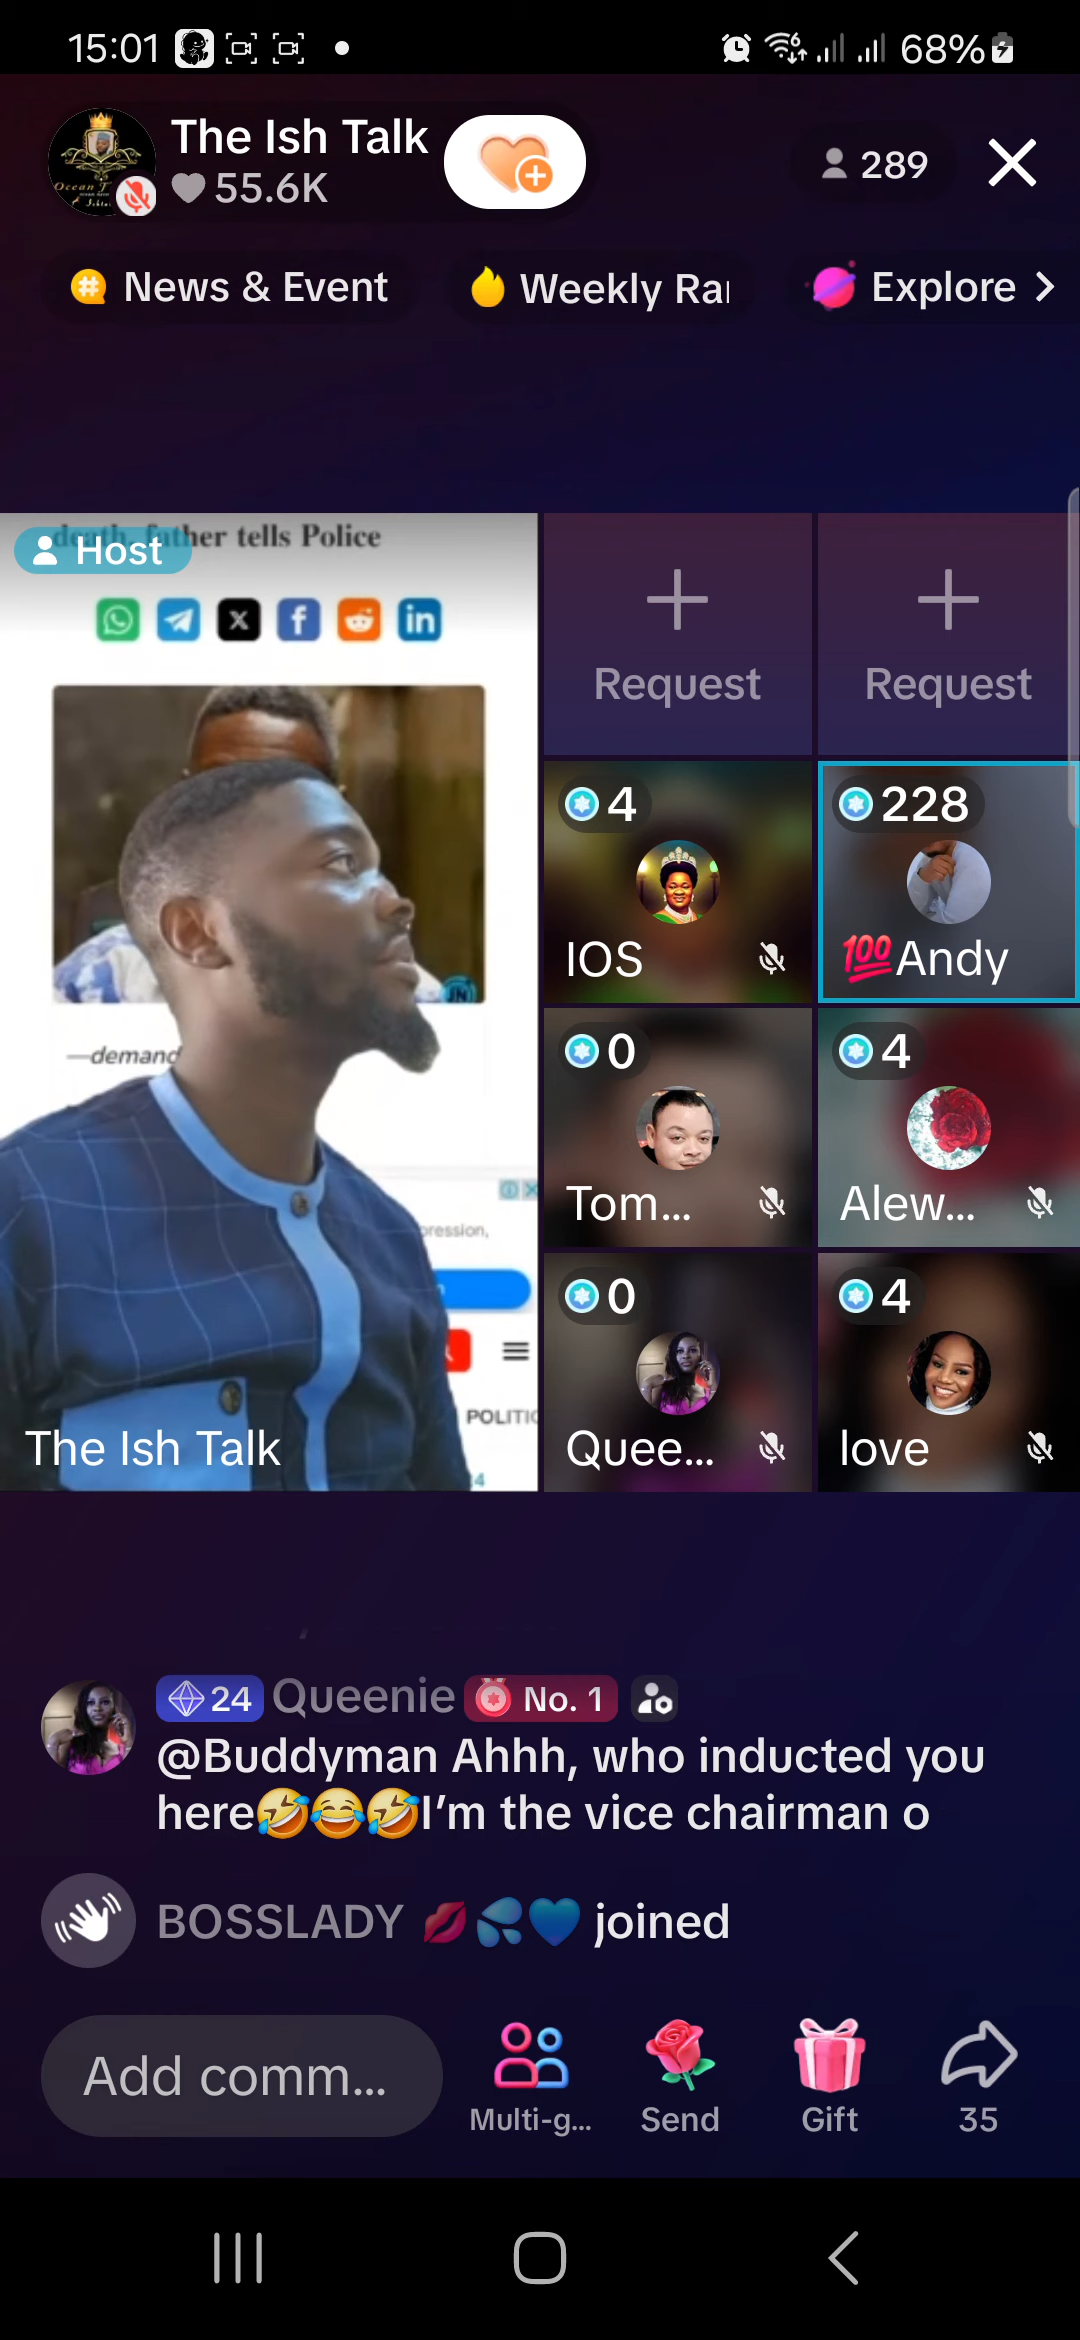 15:01
68%
The Ish Talk
55.6K
289
News & Event
Weekly Ra
Explore
death, father tells Police
Host
Request
Request
4
IOS
228
💯Andy
—demand
0
Tom...
4
Alew...
pression,
0
Quee...
4
love
POLITIC
The Ish Talk
24 Queenie No. 1
@Buddyman Ahhh, who inducted you
here🤣😂🤣I’m the vice chairman o
BOSSLADY 💋💦💙 joined
Add comm...
Multi-g...
Send
Gift
35